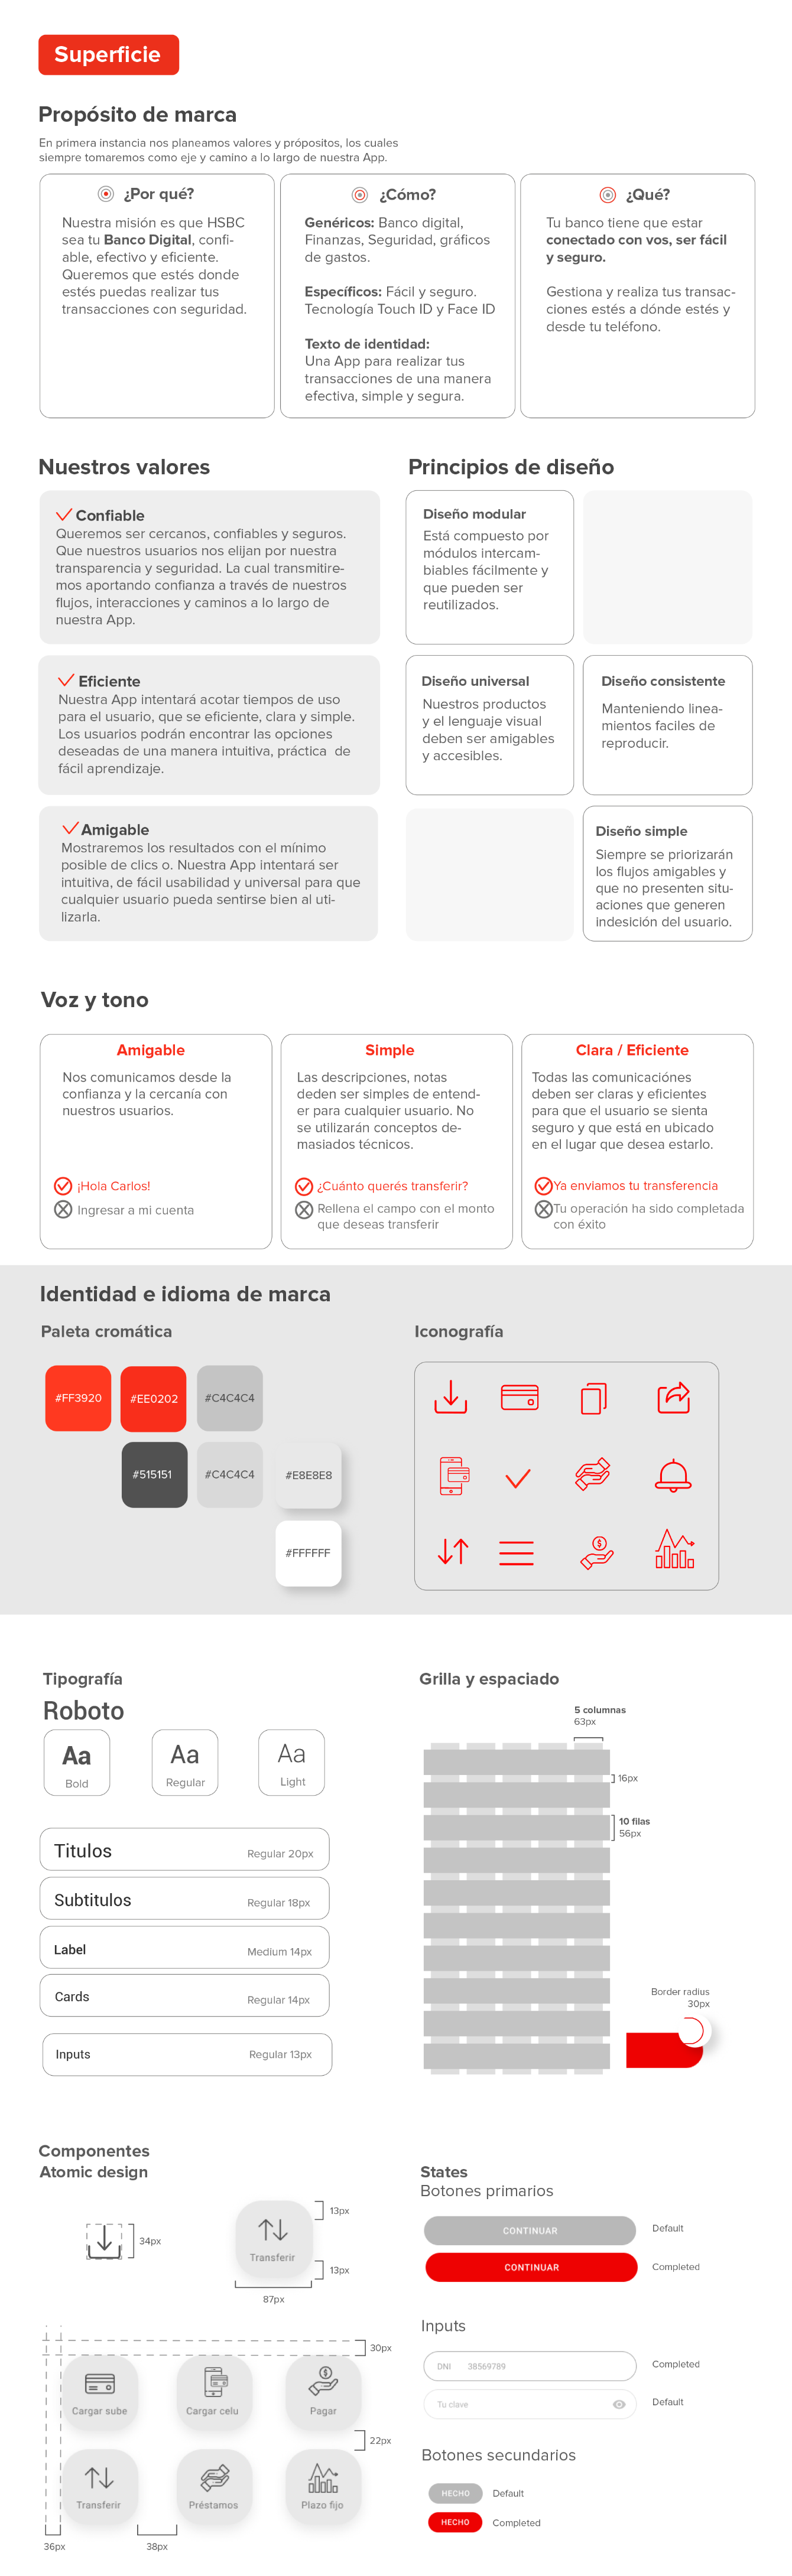 Superficie
Propósito de marca
En primera instancia nos planeamos valores y própositos, los cuales
siempre tomaremos como eje y camino a lo largo de nuestra App.
¿Por qué?
Nuestra misión es que HSBC
sea tu Banco Digital, confi-
able, efectivo y eficiente.
Queremos que estés donde
estés puedas realizar tus
transacciones con seguridad.
¿Cómo?
Genéricos: Banco digital,
Finanzas, Seguridad, gráficos
de gastos.
Específicos: Fácil y seguro.
Tecnología Touch ID y Face ID
Texto de identidad:
Una App para realizar tus
transacciones de una manera
efectiva, simple y segura.
¿Qué?
Tu banco tiene que estar
conectado con vos, ser fácil
y seguro.
Gestiona y realiza tus transac-
ciones estés a dónde estés y
desde tu teléfono.
Nuestros valores
Confiable
Queremos ser cercanos, confiables y seguros.
Que nuestros usuarios nos elijan por nuestra
transparencia y seguridad. La cual transmitire-
mos aportando confianza a través de nuestros
flujos, interacciones y caminos a lo largo de
nuestra App.
Eficiente
Nuestra App intentará acotar tiempos de uso
para el usuario, que se eficiente, clara y simple.
Los usuarios podrán encontrar las opciones
deseadas de una manera intuitiva, práctica de
fácil aprendizaje.
Amigable
Mostraremos los resultados con el mínimo
posible de clics o. Nuestra App intentará ser
intuitiva, de fácil usabilidad y universal para que
cualquier usuario pueda sentirse bien al uti-
lizarla.
Principios de diseño
Diseño modular
Está compuesto por
módulos intercam-
biables fácilmente y
que pueden ser
reutilizados.
Diseño universal
Nuestros productos
y el lenguaje visual
deben ser amigables
y accesibles.
Diseño consistente
Manteniendo linea-
mientos faciles de
reproducir.
Diseño simple
Siempre se priorizarán
los flujos amigables y
que no presenten situ-
aciones que generen
indesición del usuario.
Voz y tono
Amigable
Nos comunicamos desde la
confianza y la cercanía con
nuestros usuarios.
¡Hola Carlos!
Ingresar a mi cuenta
Simple
Las descripciones, notas
deden ser simples de entend-
er para cualquier usuario. No
se utilizarán conceptos de-
masiados técnicos.
¿Cuánto querés transferir?
Rellena el campo con el monto
que deseas transferir
Clara / Eficiente
Todas las comunicaciónes
deben ser claras y eficientes
para que el usuario se sienta
seguro y que está en ubicado
en el lugar que desea estarlo.
Ya enviamos tu transferencia
Tu operación ha sido completada
con éxito
Identidad e idioma de marca
Paleta cromática
#FF3920
#EE0202
#C4C4C4
#515151
#C4C4C4
#E8E8E8
#FFFFFF
Iconografía
Tipografía
Roboto
Aa
Bold
Aa
Regular
Aa
Light
Titulos
Regular 20px
Subtitulos
Regular 18px
Label
Medium 14px
Cards
Regular 14px
Inputs
Regular 13px
Grilla y espaciado
5 columnas
63px
16px
10 filas
56px
Border radius
30px
Componentes
Atomic design
34px
Transferir
13px
13px
87px
30px
Cargar sube
Cargar celu
Pagar
22px
Transferir
Préstamos
Plazo fijo
36px
38px
States
Botones primarios
CONTINUAR
Default
CONTINUAR
Completed
Inputs
DNI 38569789
Completed
Tu clave
Default
Botones secundarios
HECHO
Default
HECHO
Completed